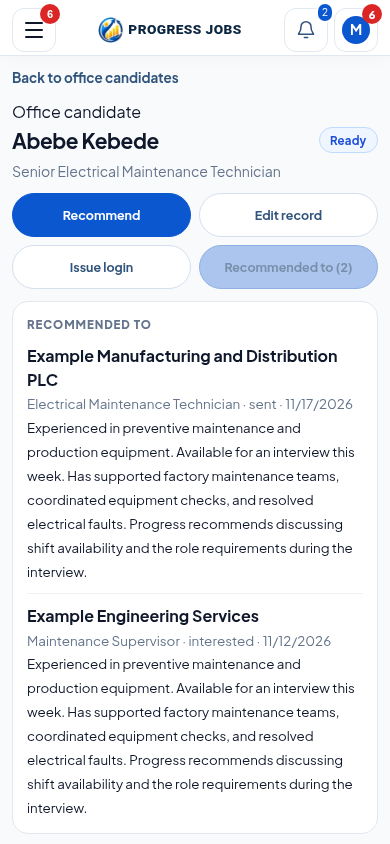 6
PROGRESS JOBS
2
M
6
Back to office candidates
Office candidate
Abebe Kebede
Ready
Senior Electrical Maintenance Technician
Recommend
Edit record
Issue login
Recommended to (2)
RECOMMENDED TO
Example Manufacturing and Distribution
PLC
Electrical Maintenance Technician · sent · 11/17/2026
Experienced in preventive maintenance and
production equipment. Available for an interview this
week. Has supported factory maintenance teams,
coordinated equipment checks, and resolved
electrical faults. Progress recommends discussing
shift availability and the role requirements during the
interview.
Example Engineering Services
Maintenance Supervisor · interested · 11/12/2026
Experienced in preventive maintenance and
production equipment. Available for an interview this
week. Has supported factory maintenance teams,
coordinated equipment checks, and resolved
electrical faults. Progress recommends discussing
shift availability and the role requirements during the
interview.